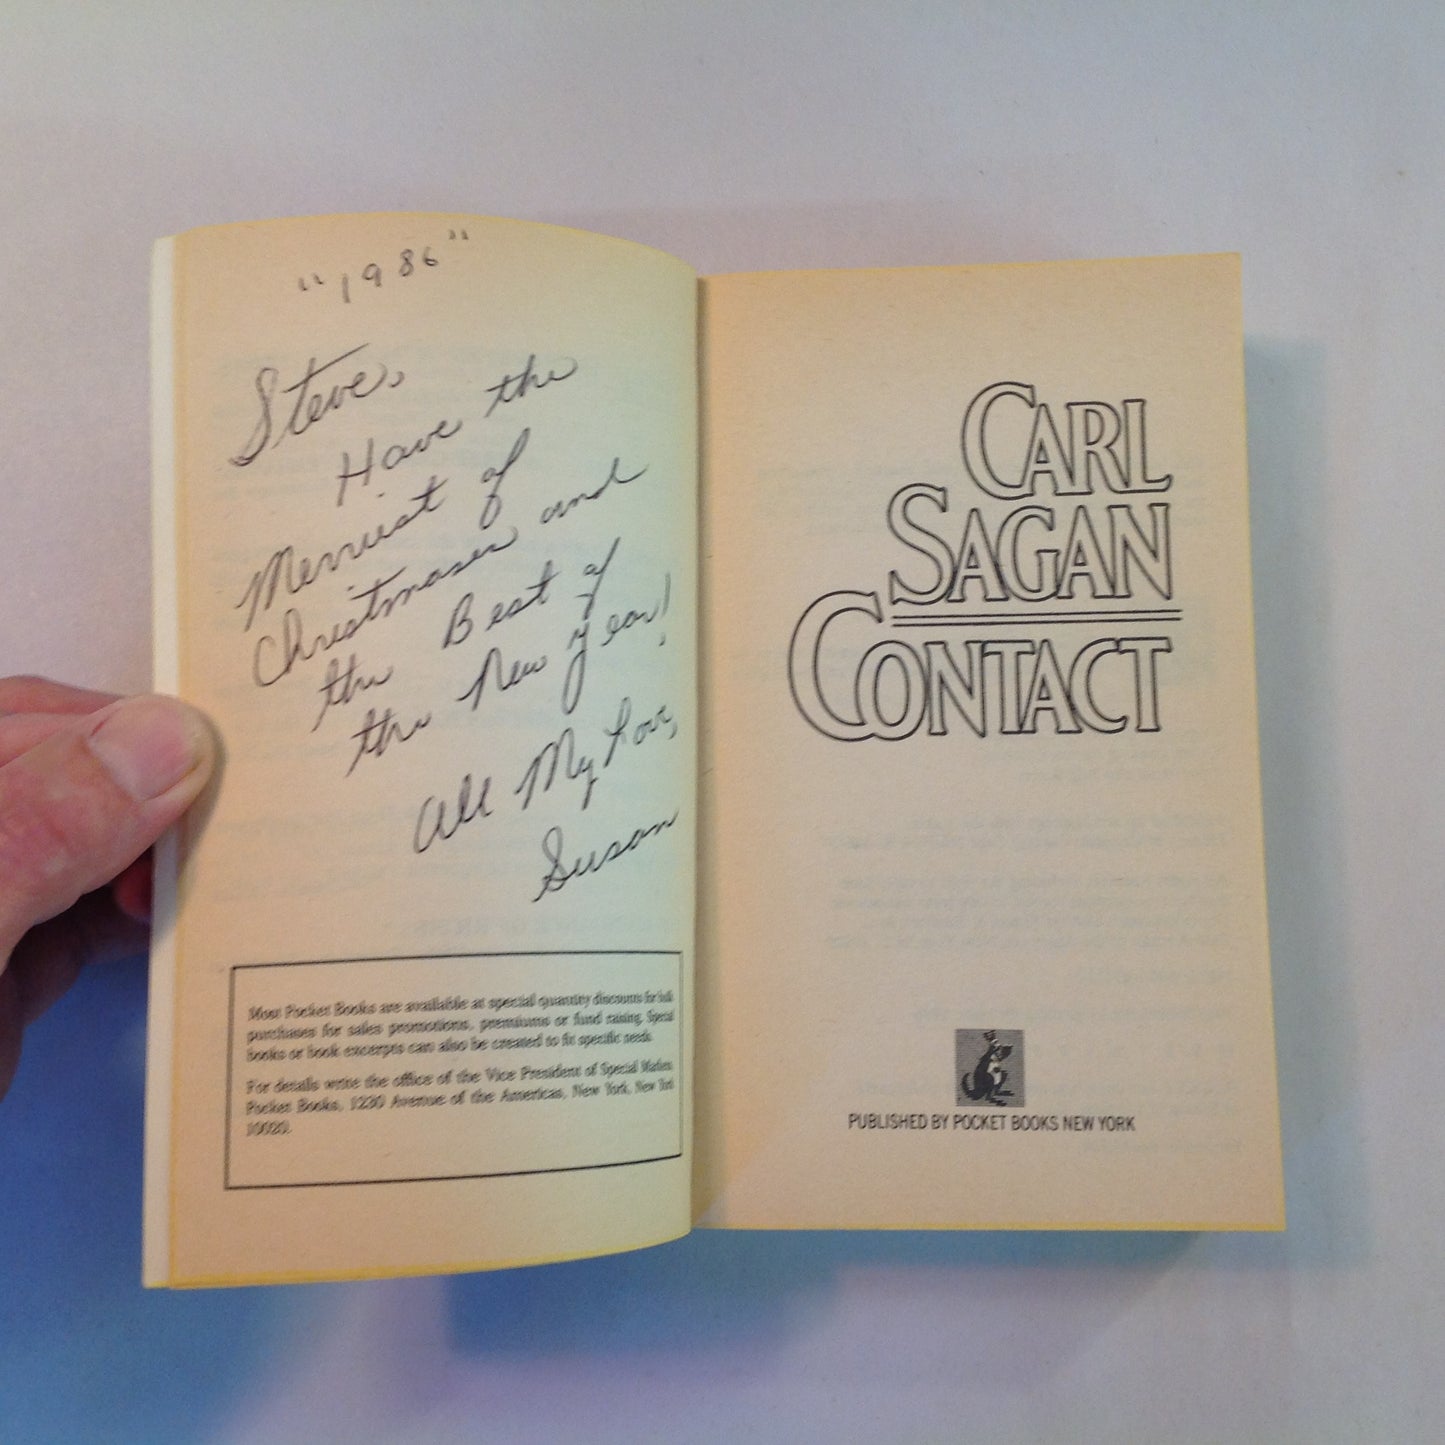 "1986"
Steve,
Have the
Merriest of
Christmases and
the Best of
the New Year!
All My Love,
Susan
Most Pocket Books are available at special quantity discounts for bulk
purchases for sales promotions, premiums or fund raising. Special
books or book excerpts can also be created to fit specific needs.
For details write the office of the Vice President of Special Markets,
Pocket Books, 1230 Avenue of the Americas, New York, New York
10020.
CARL
SAGAN
CONTACT
PUBLISHED BY POCKET BOOKS NEW YORK